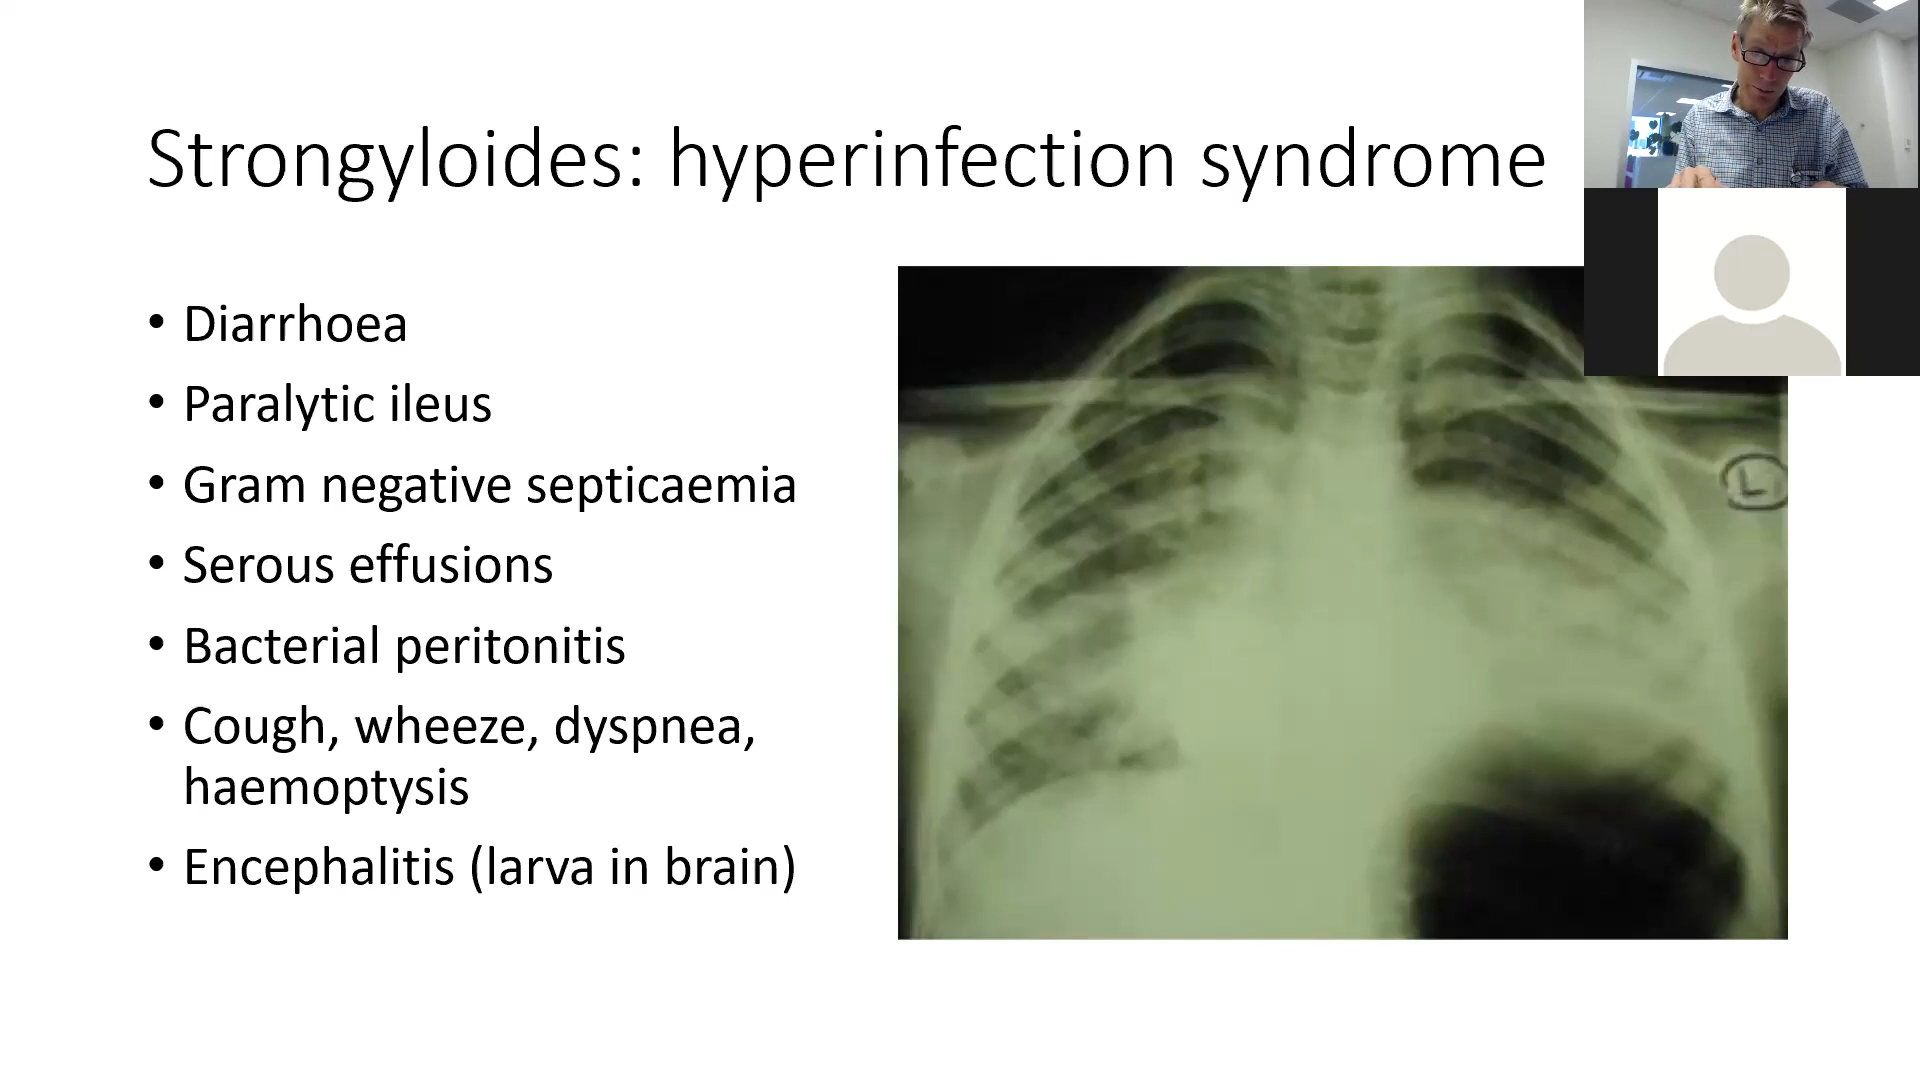 Strongyloides: hyperinfection syndrome
• Diarrhoea
• Paralytic ileus
• Gram negative septicaemia
• Serous effusions
• Bacterial peritonitis
• Cough, wheeze, dyspnea,
haemoptysis
• Encephalitis (larva in brain)
L